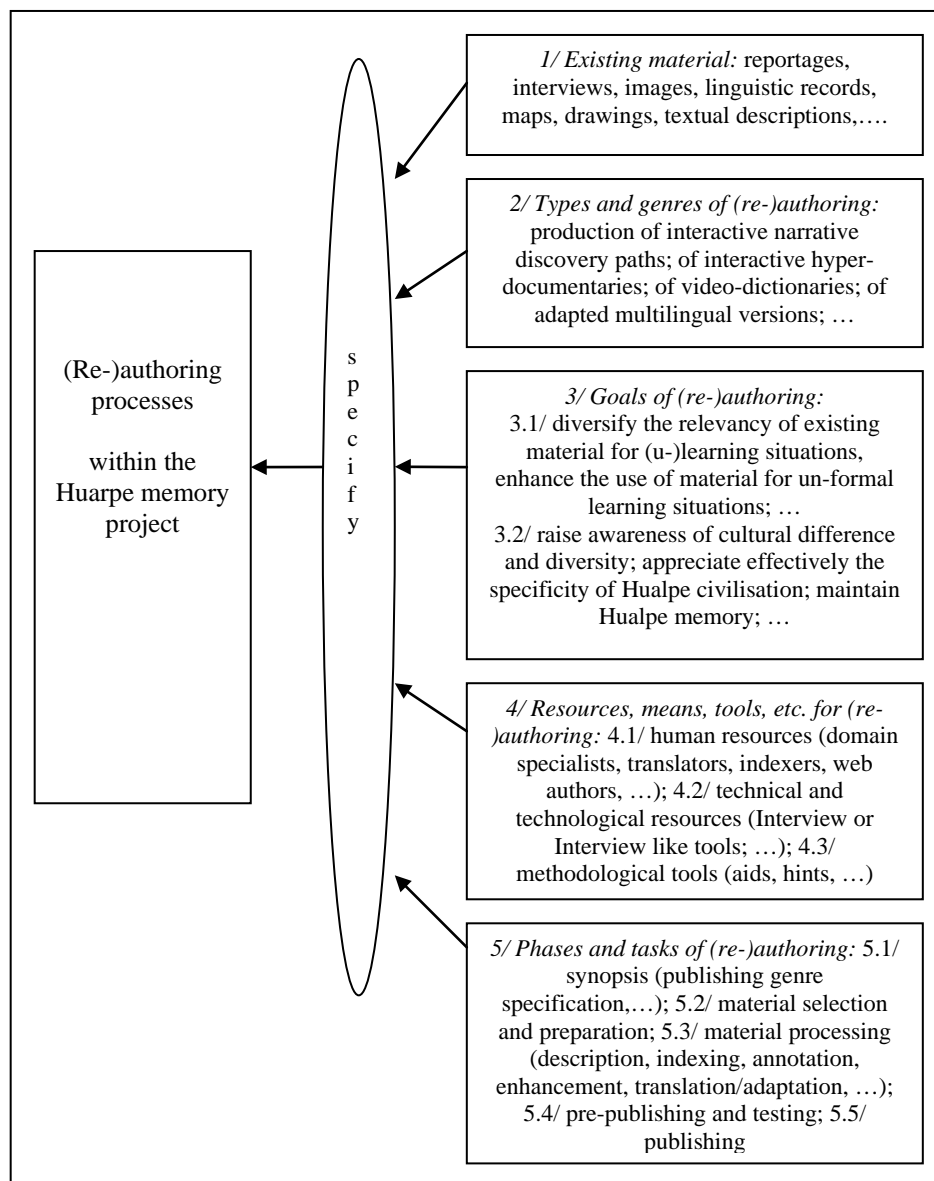 (Re-)authoring
processes
within the
Huarpe memory
project
specify
1/ Existing material: reportages,
interviews, images, linguistic records,
maps, drawings, textual descriptions,….
2/ Types and genres of (re-)authoring:
production of interactive narrative
discovery paths; of interactive hyper-
documentaries; of video-dictionaries; of
adapted multilingual versions; …
3/ Goals of (re-)authoring:
3.1/ diversify the relevancy of existing
material for (u-)learning situations,
enhance the use of material for un-formal
learning situations; …
3.2/ raise awareness of cultural difference
and diversity; appreciate effectively the
specificity of Hualpe civilisation; maintain
Hualpe memory; …
4/ Resources, means, tools, etc. for (re-
)authoring: 4.1/ human resources (domain
specialists, translators, indexers, web
authors, …); 4.2/ technical and
technological resources (Interview or
Interview like tools; …); 4.3/
methodological tools (aids, hints, …)
5/ Phases and tasks of (re-)authoring: 5.1/
synopsis (publishing genre
specification,…); 5.2/ material selection
and preparation; 5.3/ material processing
(description, indexing, annotation,
enhancement, translation/adaptation, …);
5.4/ pre-publishing and testing; 5.5/
publishing